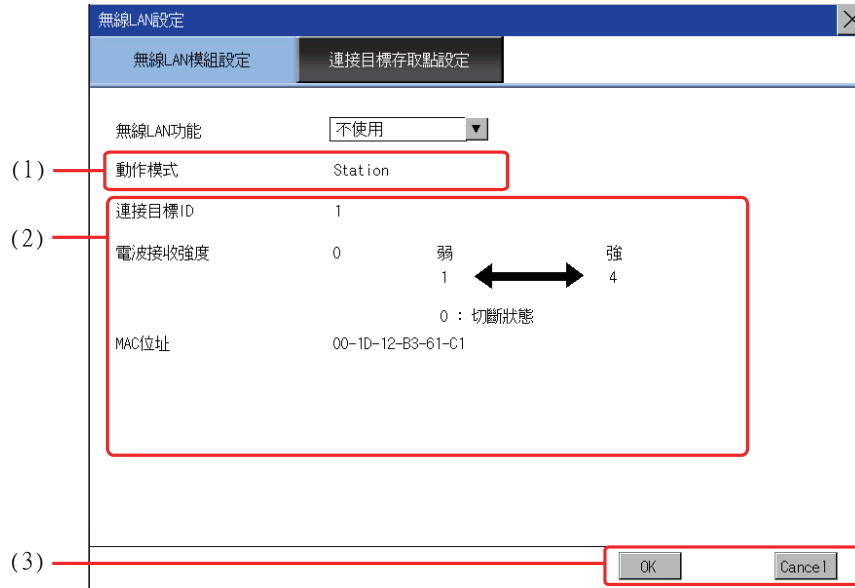 無線LAN設定
無線LAN模組設定 連接目標存取點設定
無線LAN功能 不使用
(1) 動作模式 Station
(2) 連接目標ID 1
電波接收強度 0 弱 強
1 4
0 : 切斷狀態
MAC位址 00-1D-12-B3-61-C1
(3) OK Cancel